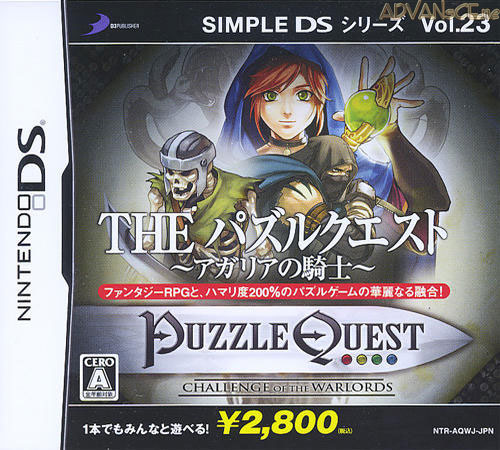 ADVANsCE.net
D3PUBLISHER
SIMPLE DS シリーズ Vol.23
NINTENDO DS
THE パズルクエスト
～アガリアの騎士～
ファンタジーRPGと、ハマリ度200%のパズルゲームの華麗なる融合!
PUZZLE QUEST
CHALLENGE OF THE WARLORDS
CERO
A
全年齢対象
1本でもみんなと遊べる! ¥2,800(税込)
NTR-AQWJ-JPN